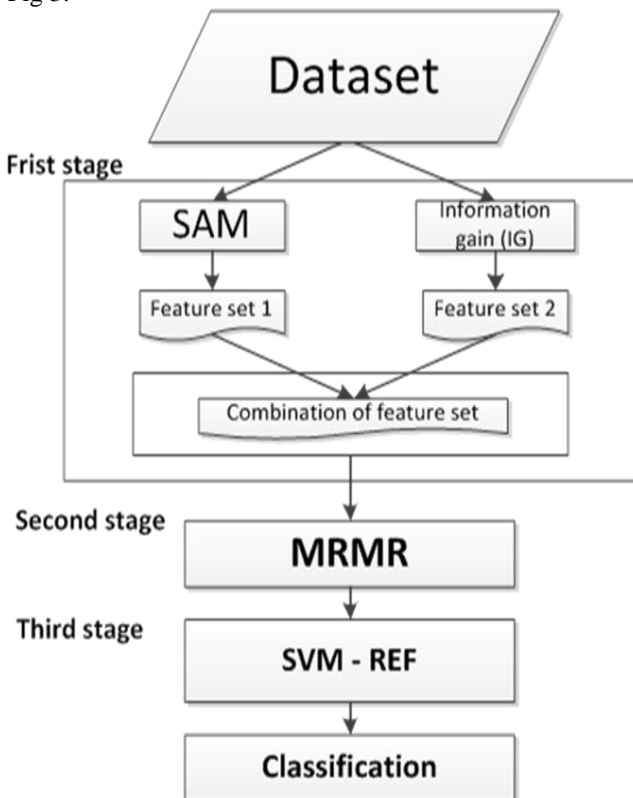 Fig 3.
Dataset
Frist stage
SAM
Information
gain (IG)
Feature set 1
Feature set 2
Combination of feature set
Second stage
MRMR
Third stage
SVM - REF
Classification